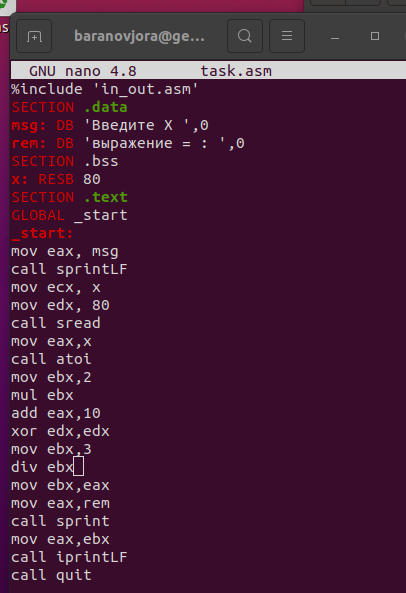 baranovjora@ge...
GNU nano 4.8 task.asm
%include 'in_out.asm'
SECTION .data
msg: DB 'Введите X ',0
rem: DB 'выражение = : ',0
SECTION .bss
x: RESB 80
SECTION .text
GLOBAL _start
_start:
mov eax, msg
call sprintLF
mov ecx, x
mov edx, 80
call sread
mov eax,x
call atoi
mov ebx,2
mul ebx
add eax,10
xor edx,edx
mov ebx,3
div ebx
mov ebx,eax
mov eax,rem
call sprint
mov eax,ebx
call iprintLF
call quit